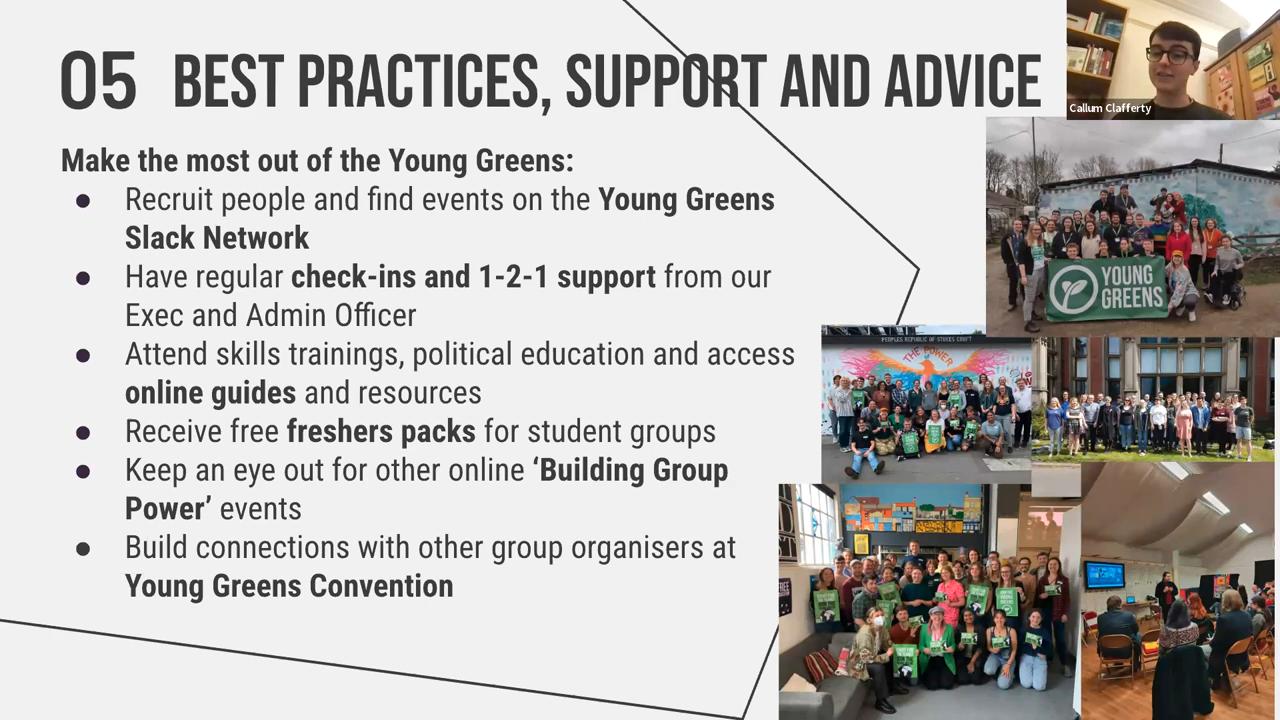 05 BEST PRACTICES, SUPPORT AND ADVICE
Callum Clafferty
Make the most out of the Young Greens:
● Recruit people and find events on the Young Greens
Slack Network
● Have regular check-ins and 1-2-1 support from our
Exec and Admin Officer
● Attend skills trainings, political education and access
online guides and resources
● Receive free freshers packs for student groups
● Keep an eye out for other online ‘Building Group
Power’ events
● Build connections with other group organisers at
Young Greens Convention
YOUNG
GREENS
PEOPLES REPUBLIC OF STOKES CROFT
THE POWER